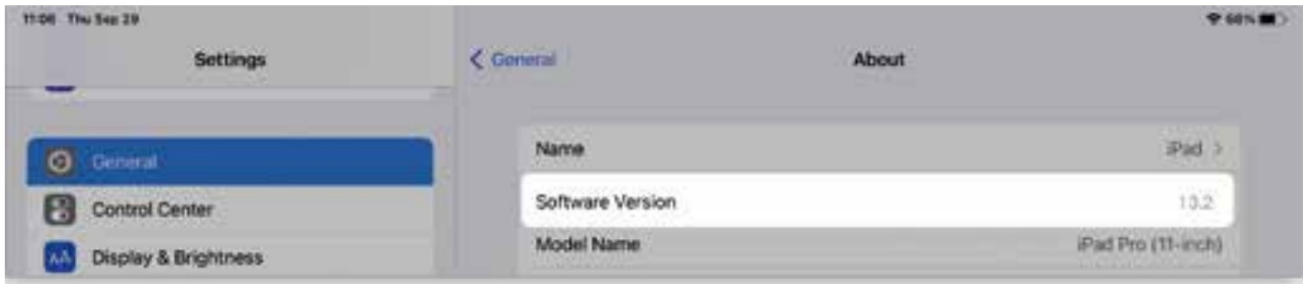 11:06 Thu Sep 29
68%
Settings
General
About
General
Control Center
Display & Brightness
Name
iPad
Software Version
13.2
Model Name
iPad Pro (11-inch)